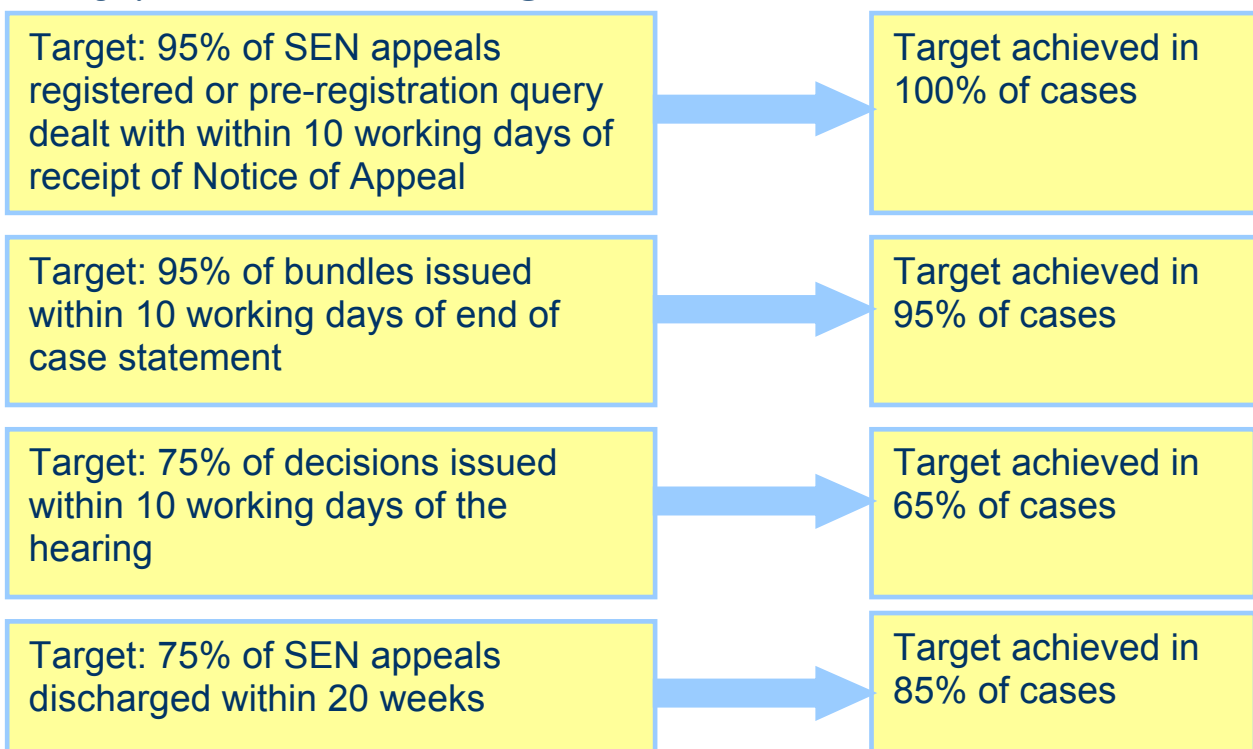 Target: 95% of SEN appeals
registered or pre-registration query
dealt with within 10 working days of
receipt of Notice of Appeal
Target achieved in
100% of cases
Target: 95% of bundles issued
within 10 working days of end of
case statement
Target achieved in
95% of cases
Target: 75% of decisions issued
within 10 working days of the
hearing
Target achieved in
65% of cases
Target: 75% of SEN appeals
discharged within 20 weeks
Target achieved in
85% of cases